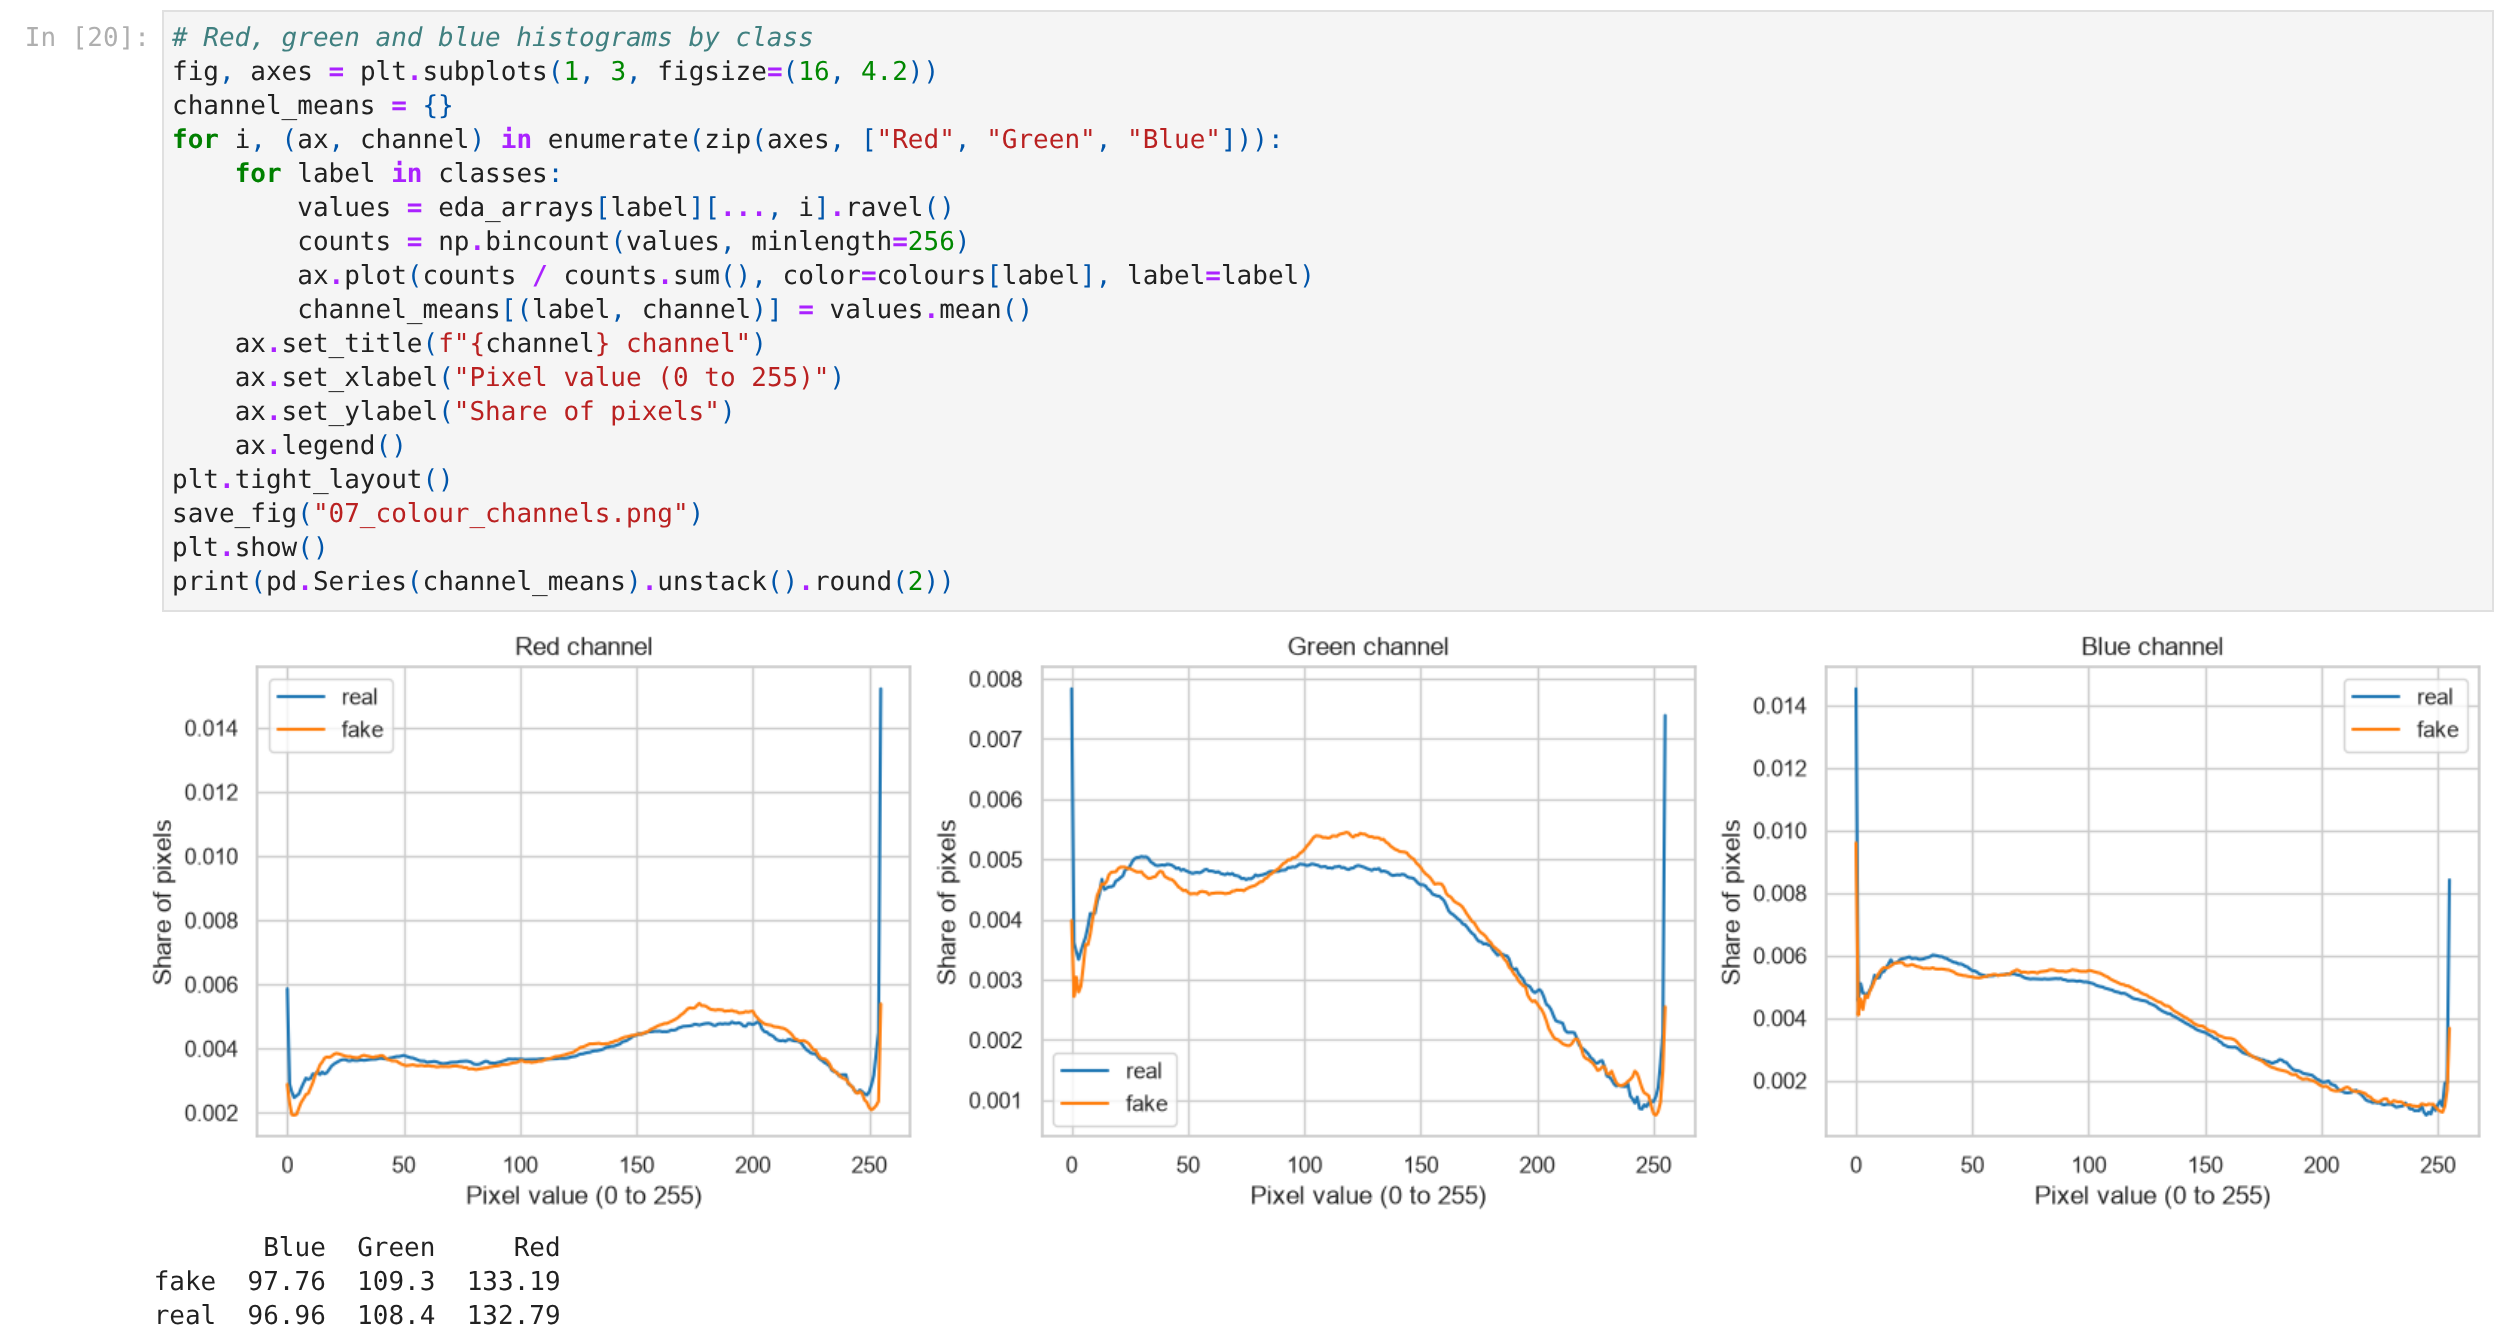 In [20]:
# Red, green and blue histograms by class
fig, axes = plt.subplots(1, 3, figsize=(16, 4.2))
channel_means = {}
for i, (ax, channel) in enumerate(zip(axes, ["Red", "Green", "Blue"])):
    for label in classes:
        values = eda_arrays[label][..., i].ravel()
        counts = np.bincount(values, minlength=256)
        ax.plot(counts / counts.sum(), color=colours[label], label=label)
        channel_means[(label, channel)] = values.mean()
    ax.set_title(f"{channel} channel")
    ax.set_xlabel("Pixel value (0 to 255)")
    ax.set_ylabel("Share of pixels")
    ax.legend()
plt.tight_layout()
save_fig("07_colour_channels.png")
plt.show()
print(pd.Series(channel_means).unstack().round(2))
Red channel
real
fake
Share of pixels
0.014
0.012
0.010
0.008
0.006
0.004
0.002
0 50 100 150 200 250
Pixel value (0 to 255)
Green channel
real
fake
Share of pixels
0.008
0.007
0.006
0.005
0.004
0.003
0.002
0.001
0 50 100 150 200 250
Pixel value (0 to 255)
Blue channel
real
fake
Share of pixels
0.014
0.012
0.010
0.008
0.006
0.004
0.002
0 50 100 150 200 250
Pixel value (0 to 255)
       Blue  Green     Red
fake  97.76  109.3  133.19
real  96.96  108.4  132.79